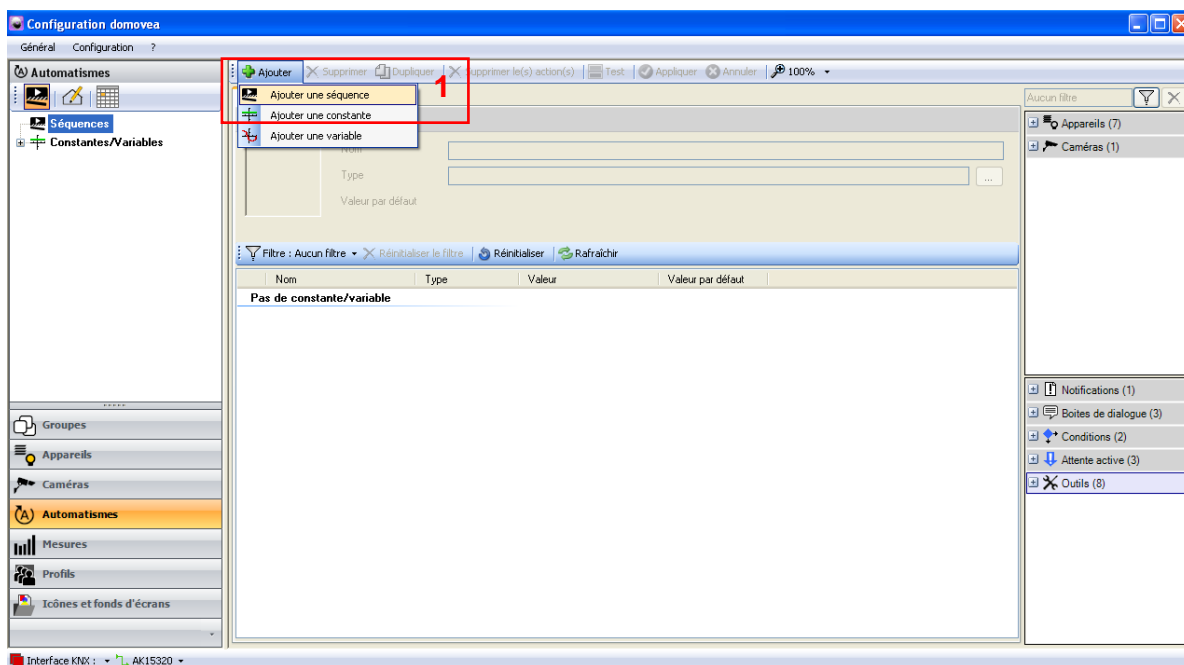 Configuration domovea
Général Configuration ?
Automatismes
Séquences
Constantes/Variables
Groupes
Appareils
Caméras
Automatismes
Mesures
Profils
Icônes et fonds d'écrans
Interface KNX : AK15320
Ajouter Supprimer Dupliquer Supprimer le(s) action(s) Test Appliquer Annuler 100%
1
Ajouter une séquence
Ajouter une constante
Ajouter une variable
Nom
Type
...
Valeur par défaut
Filtre : Aucun filtre Réinitialiser le filtre Réinitialiser Rafraîchir
Nom Type Valeur Valeur par défaut
Pas de constante/variable
Aucun filtre
Appareils (7)
Caméras (1)
Notifications (1)
Boites de dialogue (3)
Conditions (2)
Attente active (3)
Outils (8)